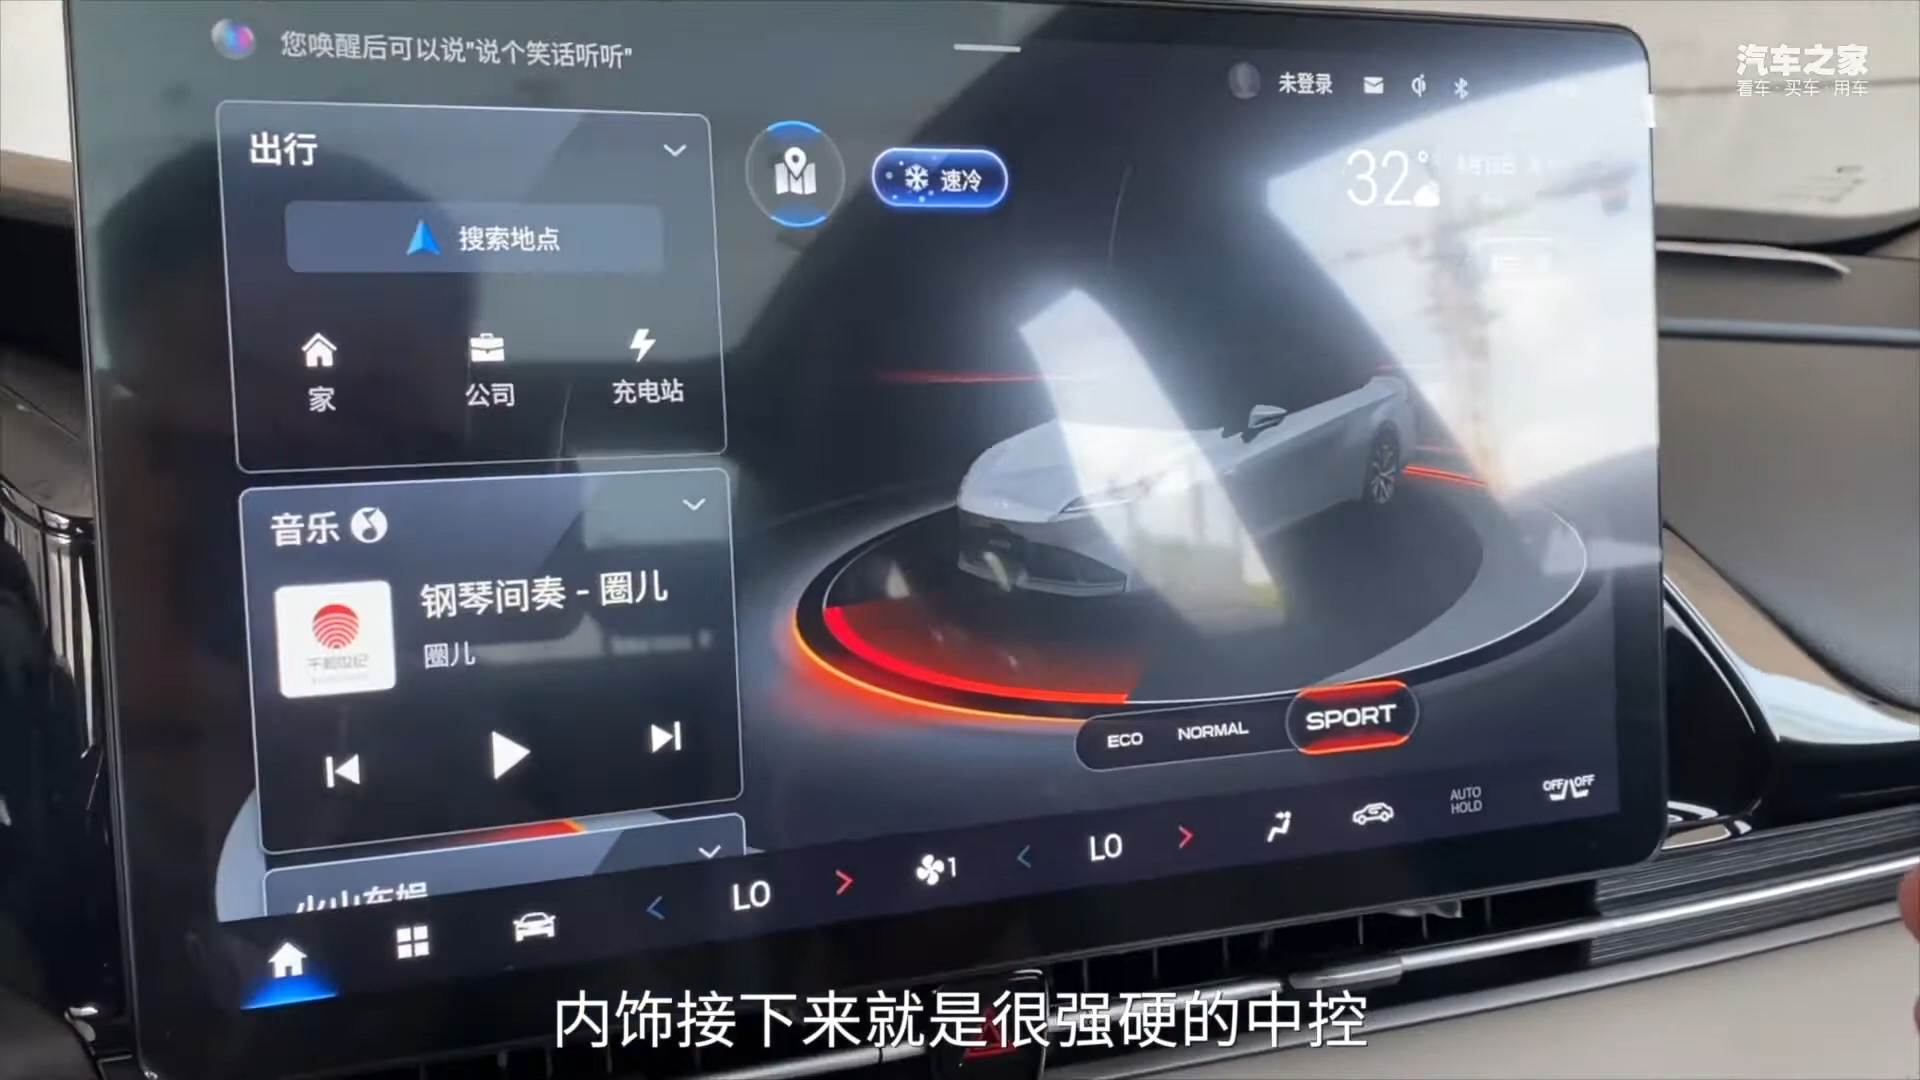 您唤醒后可以说"说个笑话听听"
未登录
汽车之家
看车·买车·用车
出行
速冷
32°
搜索地点
家
公司
充电站
音乐
钢琴间奏 - 圈儿
圈儿
ECO
NORMAL
SPORT
AUTO
HOLD
OFF
OFF
LO
1
LO
内饰接下来就是很强硬的中控